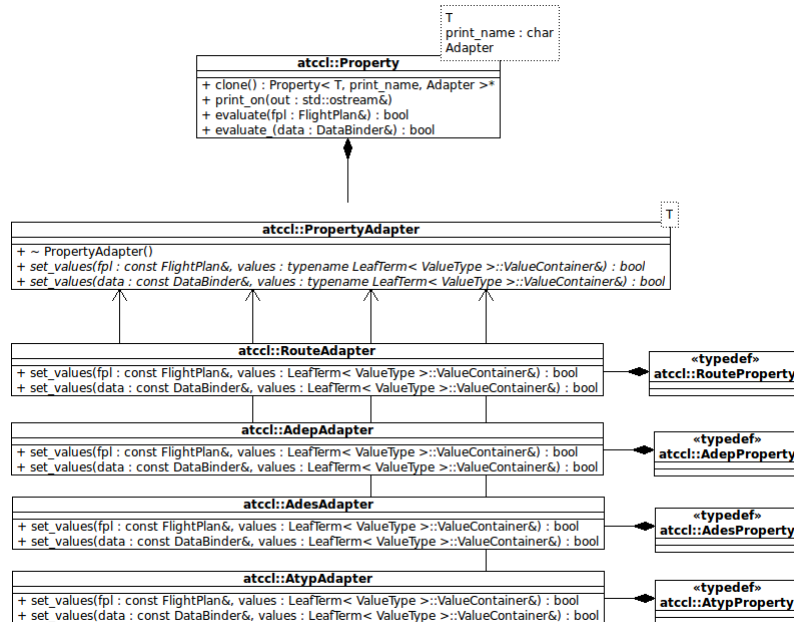 T
print_name : char
Adapter
atccl::Property
+ clone() : Property< T, print_name, Adapter >*
+ print_on(out : std::ostream&)
+ evaluate(fpl : FlightPlan&) : bool
+ evaluate_(data : DataBinder&) : bool
T
atccl::PropertyAdapter
+ ~ PropertyAdapter()
+ set_values(fpl : const FlightPlan&, values : typename LeafTerm< ValueType >::ValueContainer&) : bool
+ set_values(data : const DataBinder&, values : typename LeafTerm< ValueType >::ValueContainer&) : bool
atccl::RouteAdapter
+ set_values(fpl : const FlightPlan&, values : LeafTerm< ValueType >::ValueContainer&) : bool
+ set_values(data : const DataBinder&, values : LeafTerm< ValueType >::ValueContainer&) : bool
«typedef»
atccl::RouteProperty
atccl::AdepAdapter
+ set_values(fpl : const FlightPlan&, values : LeafTerm< ValueType >::ValueContainer&) : bool
+ set_values(data : const DataBinder&, values : LeafTerm< ValueType >::ValueContainer&) : bool
«typedef»
atccl::AdepProperty
atccl::AdesAdapter
+ set_values(fpl : const FlightPlan&, values : LeafTerm< ValueType >::ValueContainer&) : bool
+ set_values(data : const DataBinder&, values : LeafTerm< ValueType >::ValueContainer&) : bool
«typedef»
atccl::AdesProperty
atccl::AtypAdapter
+ set_values(fpl : const FlightPlan&, values : LeafTerm< ValueType >::ValueContainer&) : bool
+ set_values(data : const DataBinder&, values : LeafTerm< ValueType >::ValueContainer&) : bool
«typedef»
atccl::AtypProperty